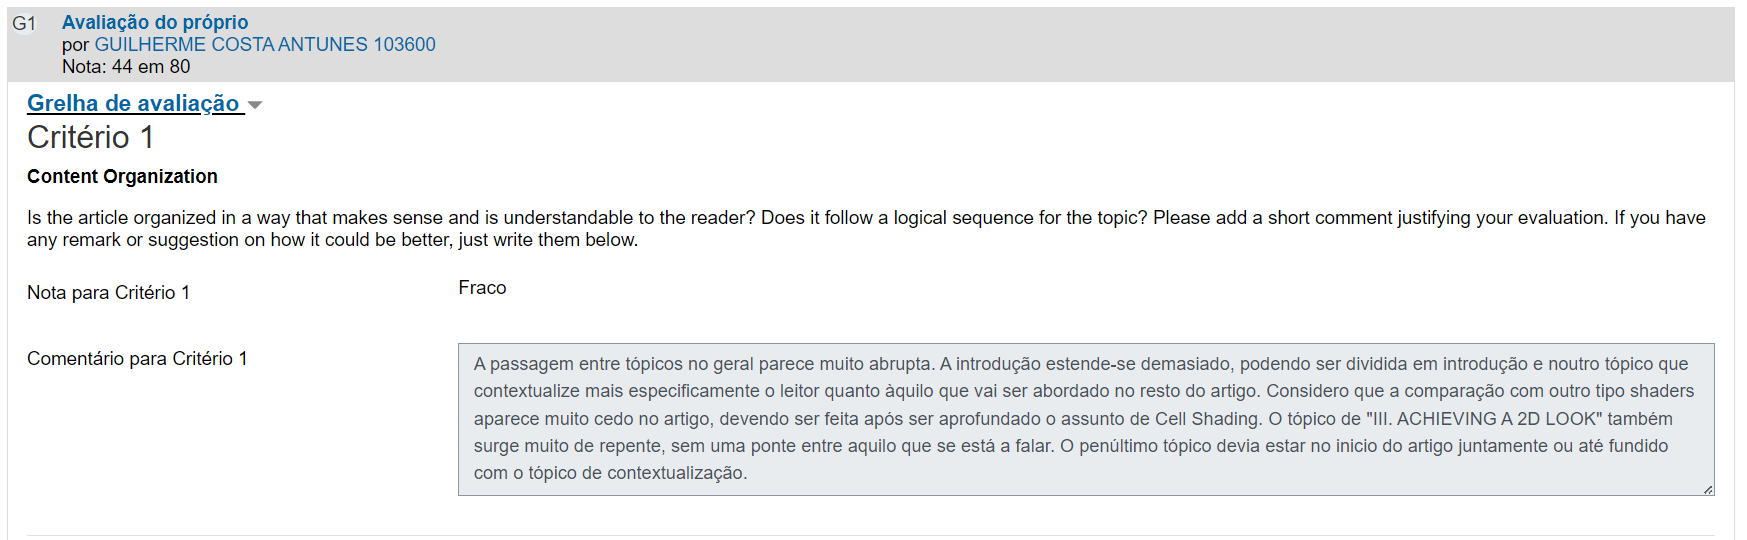 G1
Avaliação do próprio
por GUILHERME COSTA ANTUNES 103600
Nota: 44 em 80
Grelha de avaliação
Critério 1
Content Organization
Is the article organized in a way that makes sense and is understandable to the reader? Does it follow a logical sequence for the topic? Please add a short comment justifying your evaluation. If you have
any remark or suggestion on how it could be better, just write them below.
Nota para Critério 1
Fraco
Comentário para Critério 1
A passagem entre tópicos no geral parece muito abrupta. A introdução estende-se demasiado, podendo ser dividida em introdução e noutro tópico que
contextualize mais especificamente o leitor quanto àquilo que vai ser abordado no resto do artigo. Considero que a comparação com outro tipo shaders
aparece muito cedo no artigo, devendo ser feita após ser aprofundado o assunto de Cell Shading. O tópico de "III. ACHIEVING A 2D LOOK" também
surge muito de repente, sem uma ponte entre aquilo que se está a falar. O penúltimo tópico devia estar no inicio do artigo juntamente ou até fundido
com o tópico de contextualização.